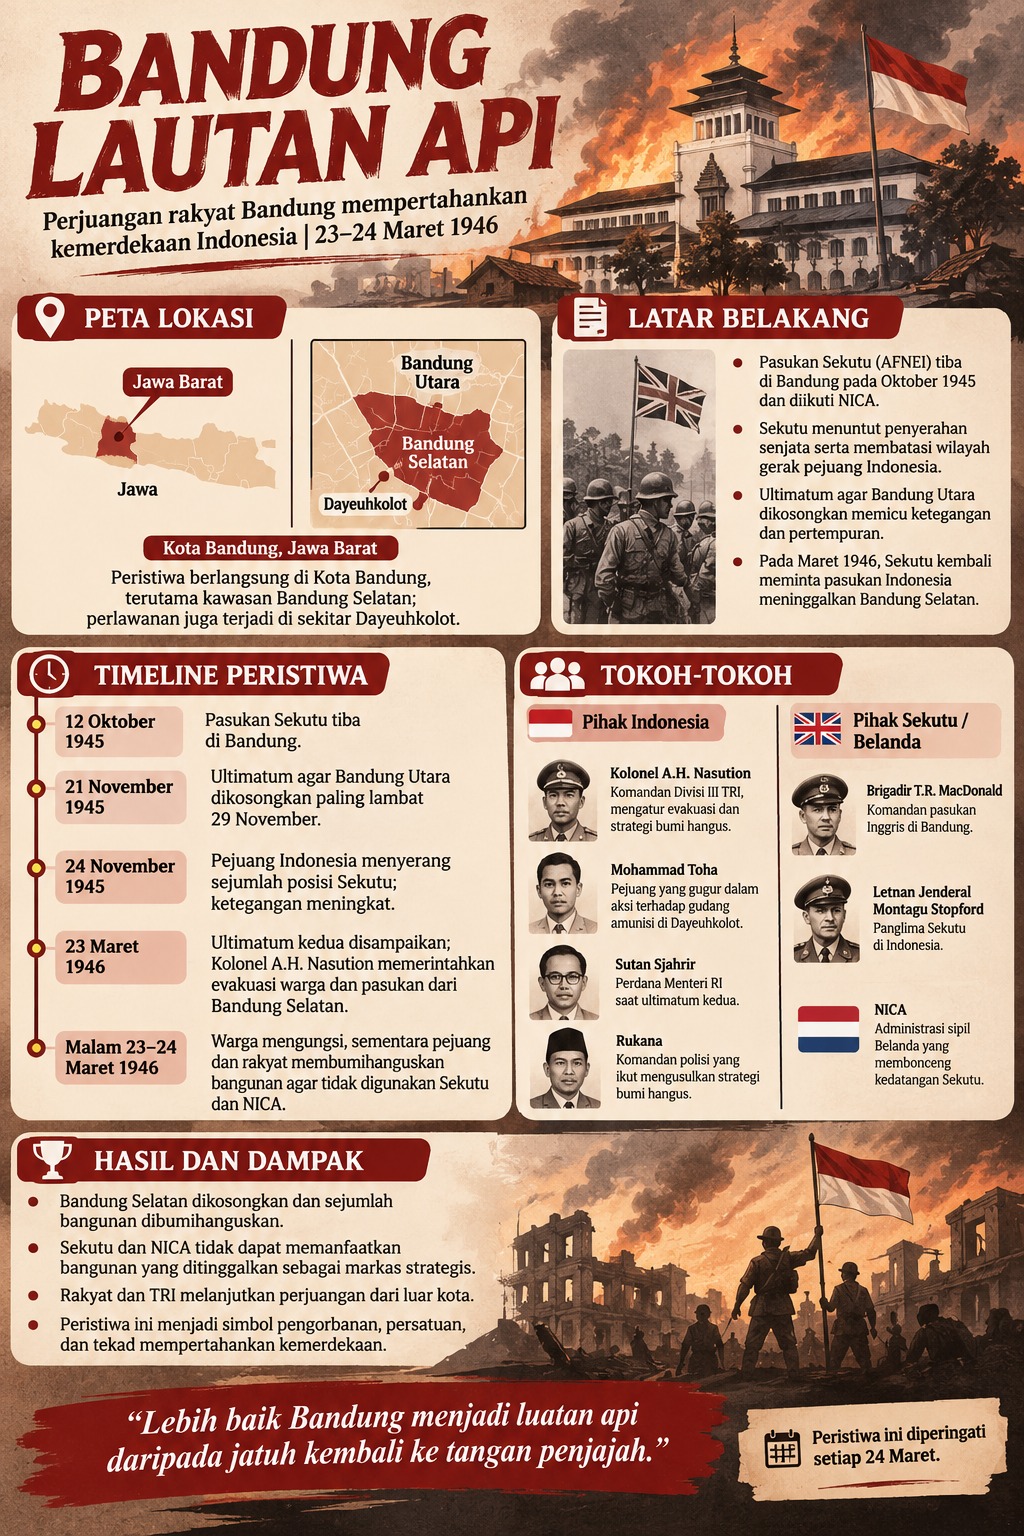 BANDUNG
LAUTAN API
Perjuangan rakyat Bandung mempertahankan
kemerdekaan Indonesia | 23–24 Maret 1946
PETA LOKASI
Jawa Barat
Jawa
Bandung
Utara
Bandung
Selatan
Dayeuhkolot
Kota Bandung, Jawa Barat
Peristiwa berlangsung di Kota Bandung,
terutama kawasan Bandung Selatan;
perlawanan juga terjadi di sekitar Dayeuhkolot.
LATAR BELAKANG
Pasukan Sekutu (AFNEI) tiba
di Bandung pada Oktober 1945
dan diikuti NICA.
Sekutu menuntut penyerahan
senjata serta membatasi wilayah
gerak pejuang Indonesia.
Ultimatum agar Bandung Utara
dikosongkan memicu ketegangan
dan pertempuran.
Pada Maret 1946, Sekutu kembali
meminta pasukan Indonesia
meninggalkan Bandung Selatan.
TIMELINE PERISTIWA
12 Oktober
1945
Pasukan Sekutu tiba
di Bandung.
21 November
1945
Ultimatum agar Bandung Utara
dikosongkan paling lambat
29 November.
24 November
1945
Pejuang Indonesia menyerang
sejumlah posisi Sekutu;
ketegangan meningkat.
23 Maret
1946
Ultimatum kedua disampaikan;
Kolonel A.H. Nasution memerintahkan
evakuasi warga dan pasukan dari
Bandung Selatan.
Malam 23–24
Maret 1946
Warga mengungsi, sementara pejuang
dan rakyat membumihanguskan
bangunan agar tidak digunakan Sekutu
dan NICA.
TOKOH-TOKOH
Pihak Indonesia
Kolonel A.H. Nasution
Komandan Divisi III TRI,
mengatur evakuasi dan
strategi bumi hangus.
Mohammad Toha
Pejuang yang gugur dalam
aksi terhadap gudang
amunisi di Dayeuhkolot.
Sutan Sjahrir
Perdana Menteri RI
saat ultimatum kedua.
Rukana
Komandan polisi yang
ikut mengusulkan strategi
bumi hangus.
Pihak Sekutu /
Belanda
Brigadir T.R. MacDonald
Komandan pasukan
Inggris di Bandung.
Letnan Jenderal
Montagu Stopford
Panglima Sekutu
di Indonesia.
NICA
Administrasi sipil
Belanda yang
membonceng
kedatangan Sekutu.
HASIL DAN DAMPAK
Bandung Selatan dikosongkan dan sejumlah
bangunan dibumihanguskan.
Sekutu dan NICA tidak dapat memanfaatkan
bangunan yang ditinggalkan sebagai markas strategis.
Rakyat dan TRI melanjutkan perjuangan dari luar kota.
Peristiwa ini menjadi simbol pengorbanan, persatuan,
dan tekad mempertahankan kemerdekaan.
“Lebih baik Bandung menjadi luatan api
daripada jatuh kembali ke tangan penjajah.”
Peristiwa ini diperingati
setiap 24 Maret.